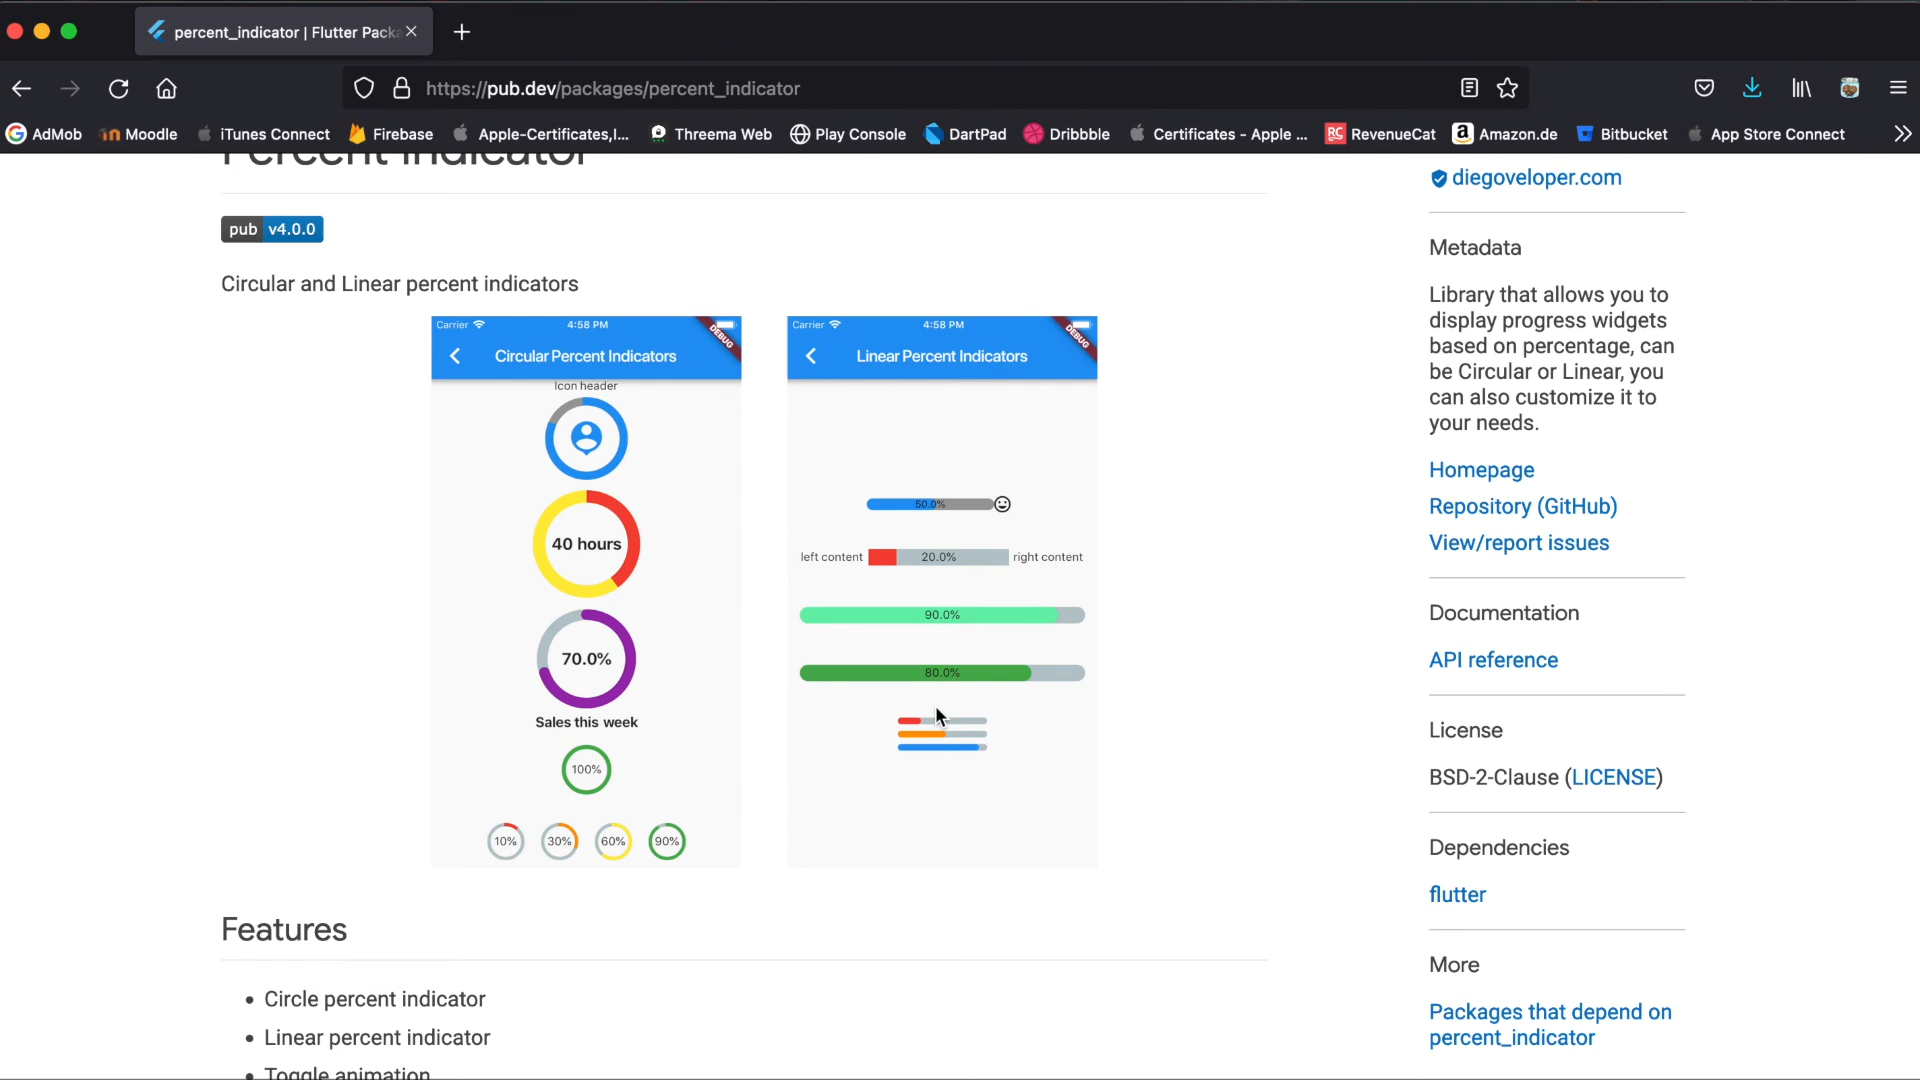 percent_indicator | Flutter Packa
https://pub.dev/packages/percent_indicator
AdMob
Moodle
iTunes Connect
Firebase
Apple-Certificates,I...
Threema Web
Play Console
DartPad
Dribbble
Certificates - Apple ...
RC RevenueCat
Amazon.de
Bitbucket
App Store Connect
Percent Indicator
pub v4.0.0
Circular and Linear percent indicators
Carrier 4:58 PM
DEBUG
Circular Percent Indicators
Icon header
40 hours
70.0%
Sales this week
100%
10% 30% 60% 90%
Carrier 4:58 PM
DEBUG
Linear Percent Indicators
50.0%
left content 20.0% right content
90.0%
80.0%
Features
Circle percent indicator
Linear percent indicator
Toggle animation
diegoveloper.com
Metadata
Library that allows you to
display progress widgets
based on percentage, can
be Circular or Linear, you
can also customize it to
your needs.
Homepage
Repository (GitHub)
View/report issues
Documentation
API reference
License
BSD-2-Clause (LICENSE)
Dependencies
flutter
More
Packages that depend on
percent_indicator